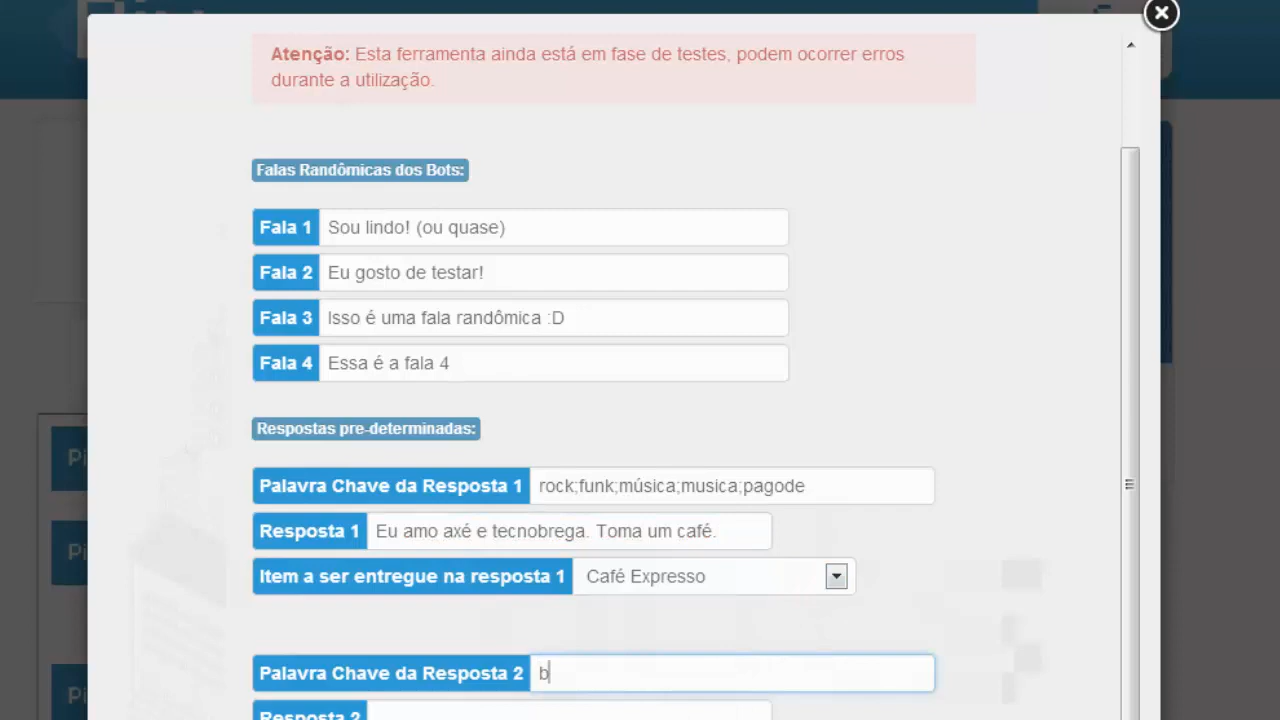 Atenção: Esta ferramenta ainda está em fase de testes, podem ocorrer erros
durante a utilização.
Falas Randômicas dos Bots:
Fala 1 Sou lindo! (ou quase)
Fala 2 Eu gosto de testar!
Fala 3 Isso é uma fala randômica :D
Fala 4 Essa é a fala 4
Respostas pre-determinadas:
Palavra Chave da Resposta 1 rock;funk;música;musica;pagode
Resposta 1 Eu amo axé e tecnobrega. Toma um café.
Item a ser entregue na resposta 1 Café Expresso
Palavra Chave da Resposta 2 b
Resposta 2